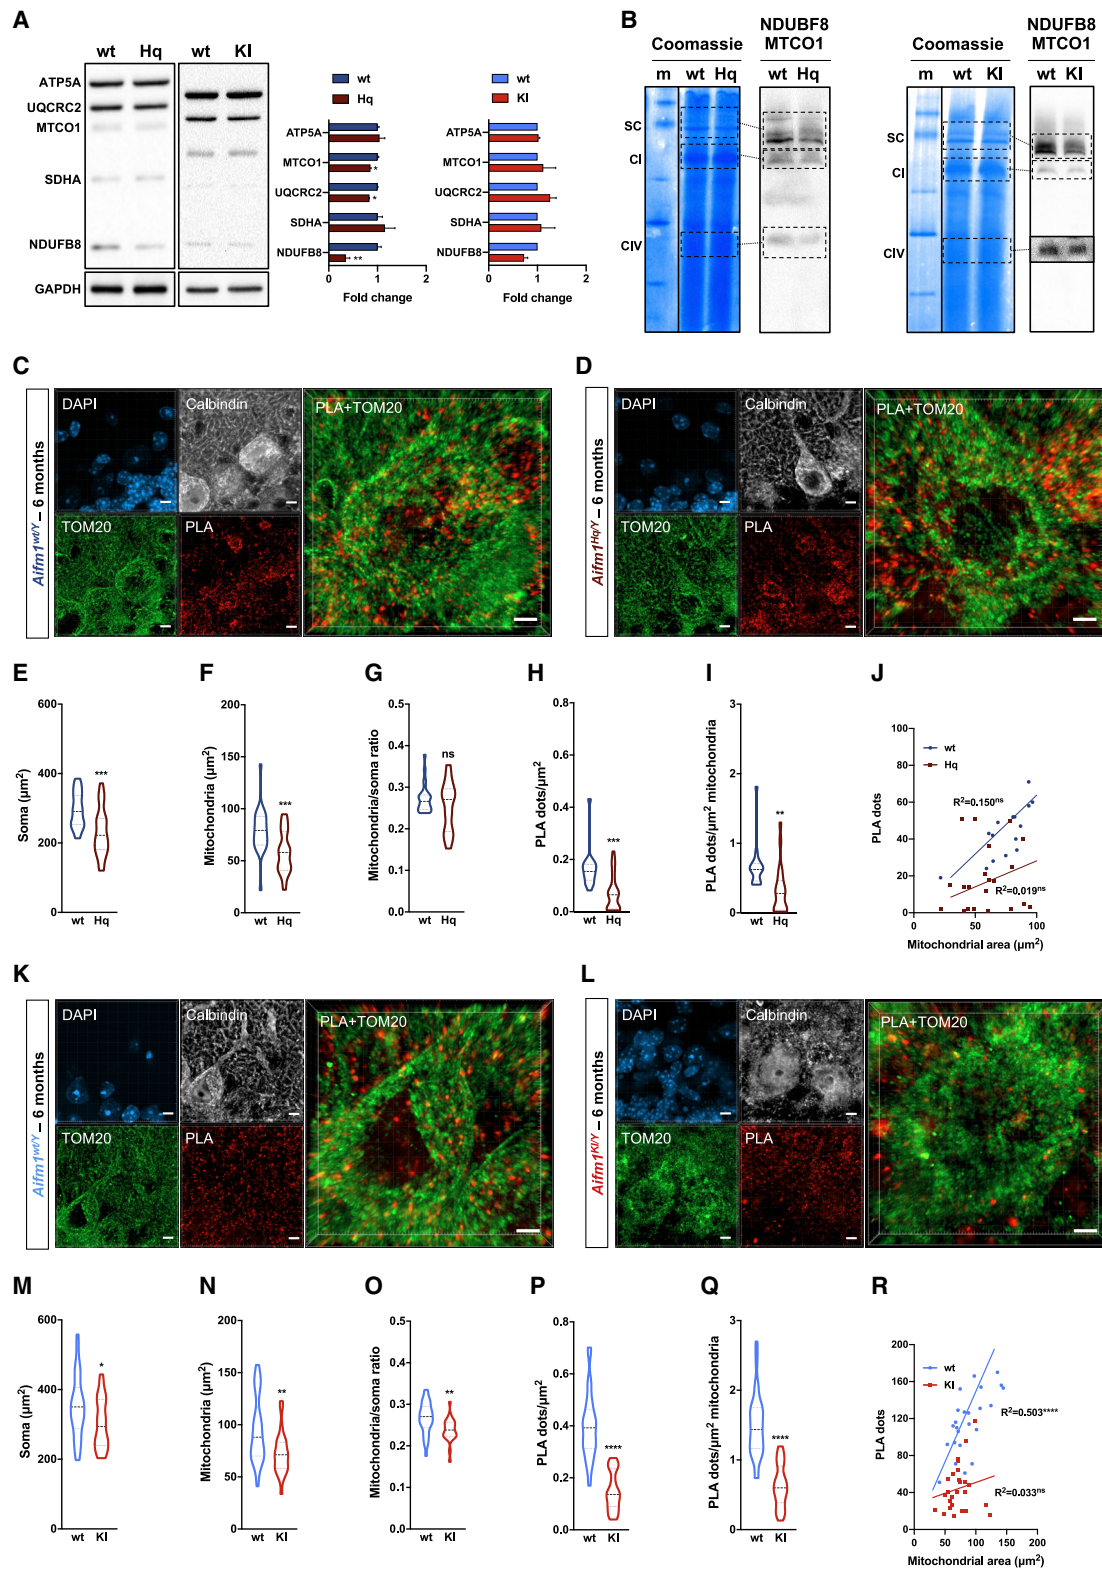 A
wt Hq wt KI
ATP5A
UQCRC2
MTCO1
SDHA
NDUFB8
GAPDH
wt
Hq
ATP5A
MTCO1
*
UQCRC2
*
SDHA
NDUFB8
**
0 1 2
Fold change
wt
KI
ATP5A
MTCO1
UQCRC2
SDHA
NDUFB8
0 1 2
Fold change
B
NDUBF8
Coomassie MTCO1
m wt Hq wt Hq
SC
CI
CIV
NDUFB8
Coomassie MTCO1
m wt KI wt KI
SC
CI
CIV
C
Aifm1wt/Y – 6 months
DAPI
Calbindin
PLA+TOM20
TOM20
PLA
D
Aifm1Hq/Y – 6 months
DAPI
Calbindin
PLA+TOM20
TOM20
PLA
E
Soma (µm2)
600
400
200
0
***
wt Hq
F
Mitochondria (µm2)
200
150
100
50
0
***
wt Hq
G
Mitochondria/soma ratio
0.5
0.4
0.3
0.2
0.1
0.0
ns
wt Hq
H
PLA dots/µm2
0.8
0.6
0.4
0.2
0.0
***
wt Hq
I
PLA dots/µm2 mitochondria
3
2
1
0
**
wt Hq
J
PLA dots
100
80
60
40
20
0
wt
Hq
R2=0.150ns
R2=0.019ns
0 50 100
Mitochondrial area (µm2)
K
Aifm1wt/Y – 6 months
DAPI
Calbindin
PLA+TOM20
TOM20
PLA
L
Aifm1KI/Y – 6 months
DAPI
Calbindin
PLA+TOM20
TOM20
PLA
M
Soma (µm2)
600
400
200
0
*
wt KI
N
Mitochondria (µm2)
200
150
100
50
0
**
wt KI
O
Mitochondria/soma ratio
0.5
0.4
0.3
0.2
0.1
0.0
**
wt KI
P
PLA dots/µm2
0.8
0.6
0.4
0.2
0.0
****
wt KI
Q
PLA dots/µm2 mitochondria
3
2
1
0
****
wt KI
R
PLA dots
200
160
120
80
40
0
wt
KI
R2=0.503****
R2=0.033ns
0 50 100 150 200
Mitochondrial area (µm2)